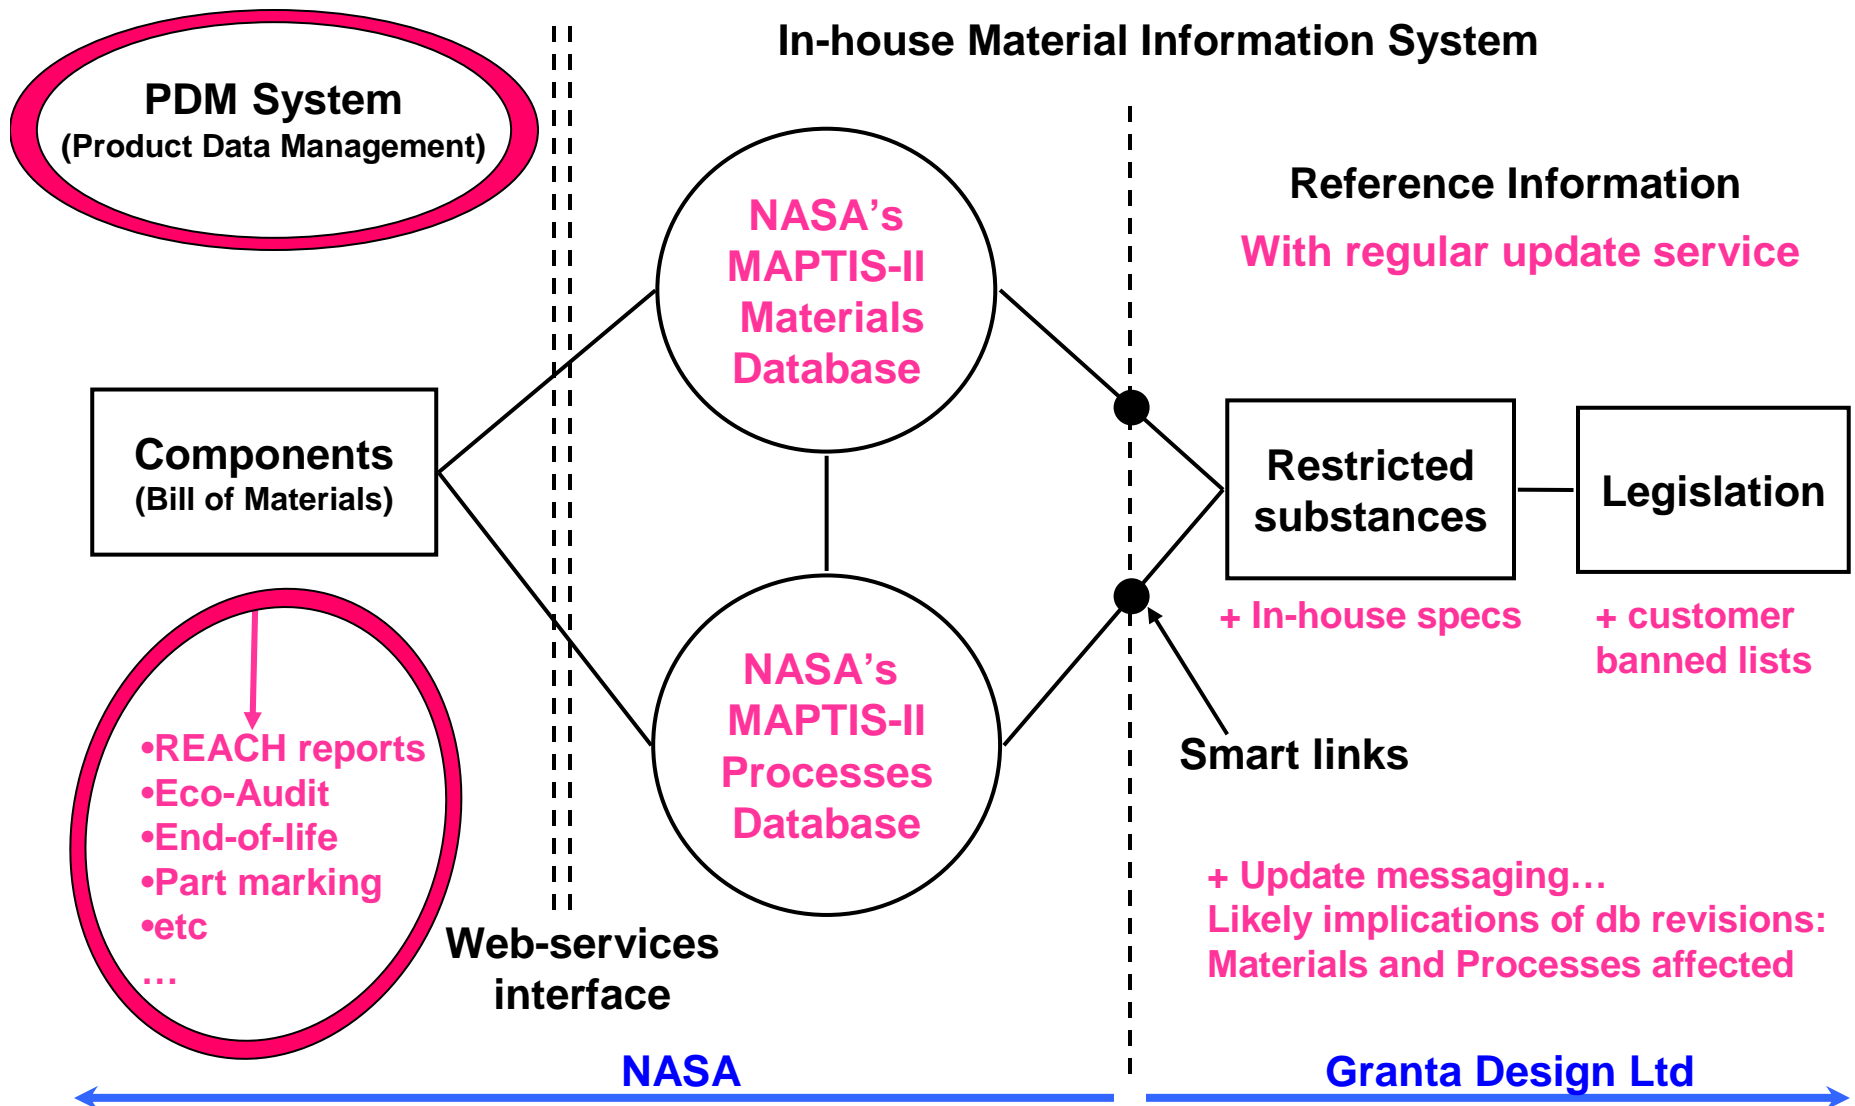 In-house Material Information System
PDM System
(Product Data Management)
Components
(Bill of Materials)
•REACH reports
•Eco-Audit
•End-of-life
•Part marking
•etc
…
Web-services
interface
NASA’s
MAPTIS-II
Materials
Database
NASA’s
MAPTIS-II
Processes
Database
Reference Information
With regular update service
Restricted
substances
Legislation
+ In-house specs
+ customer
banned lists
Smart links
+ Update messaging…
Likely implications of db revisions:
Materials and Processes affected
NASA
Granta Design Ltd